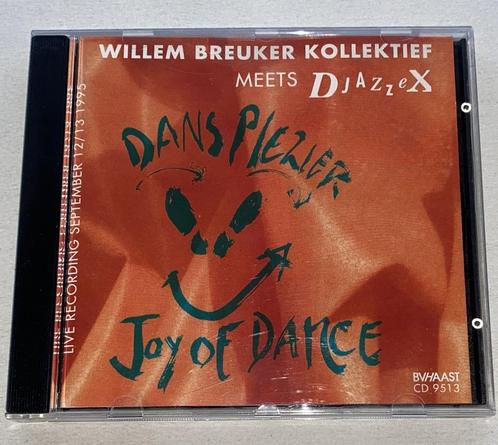 WILLEM BREUKER KOLLEKTIEF
MEETS DJAZZeX
DANS PLEZIER
JOY OF DANCE
LIVE RECORDING SEPTEMBER 12/13 1995
BVHAAST
CD 9513